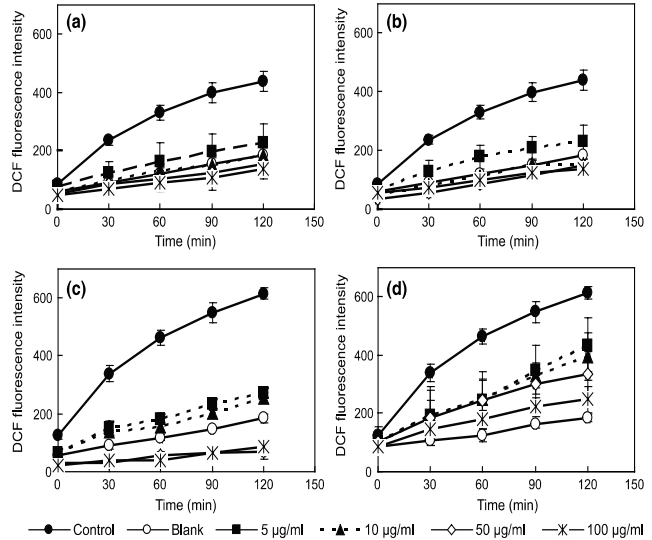 (a)
DCF fluorescence intensity
600
400
200
0
0 30 60 90 120 150
Time (min)
(b)
DCF fluorescence intensity
600
400
200
0
0 30 60 90 120 150
Time (min)
(c)
DCF fluorescence intensity
600
400
200
0
0 30 60 90 120 150
Time (min)
(d)
DCF fluorescence intensity
600
400
200
0
0 30 60 90 120 150
Time (min)
Control Blank 5 µg/ml 10 µg/ml 50 µg/ml 100 µg/ml